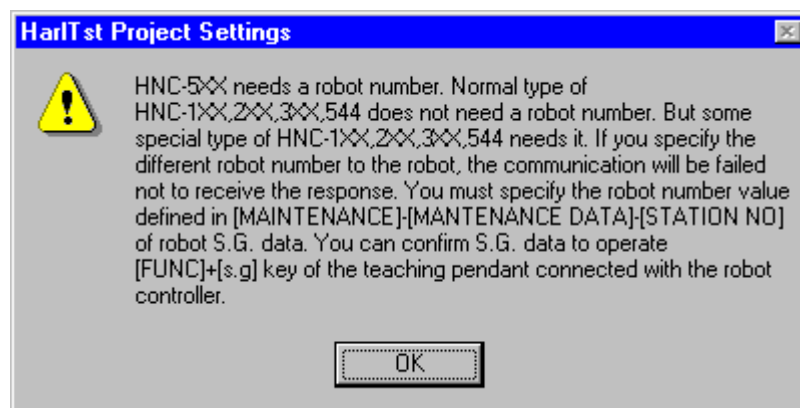 HarlTst Project Settings
HNC-5XX needs a robot number. Normal type of
HNC-1XX,2XX,3XX,544 does not need a robot number. But some
special type of HNC-1XX,2XX,3XX,544 needs it. If you specify the
different robot number to the robot, the communication will be failed
not to receive the response. You must specify the robot number value
defined in [MAINTENANCE]-[MANTENANCE DATA]-[STATION NO]
of robot S.G. data. You can confirm S.G. data to operate
[FUNC]+[s.g] key of the teaching pendant connected with the robot
controller.
OK